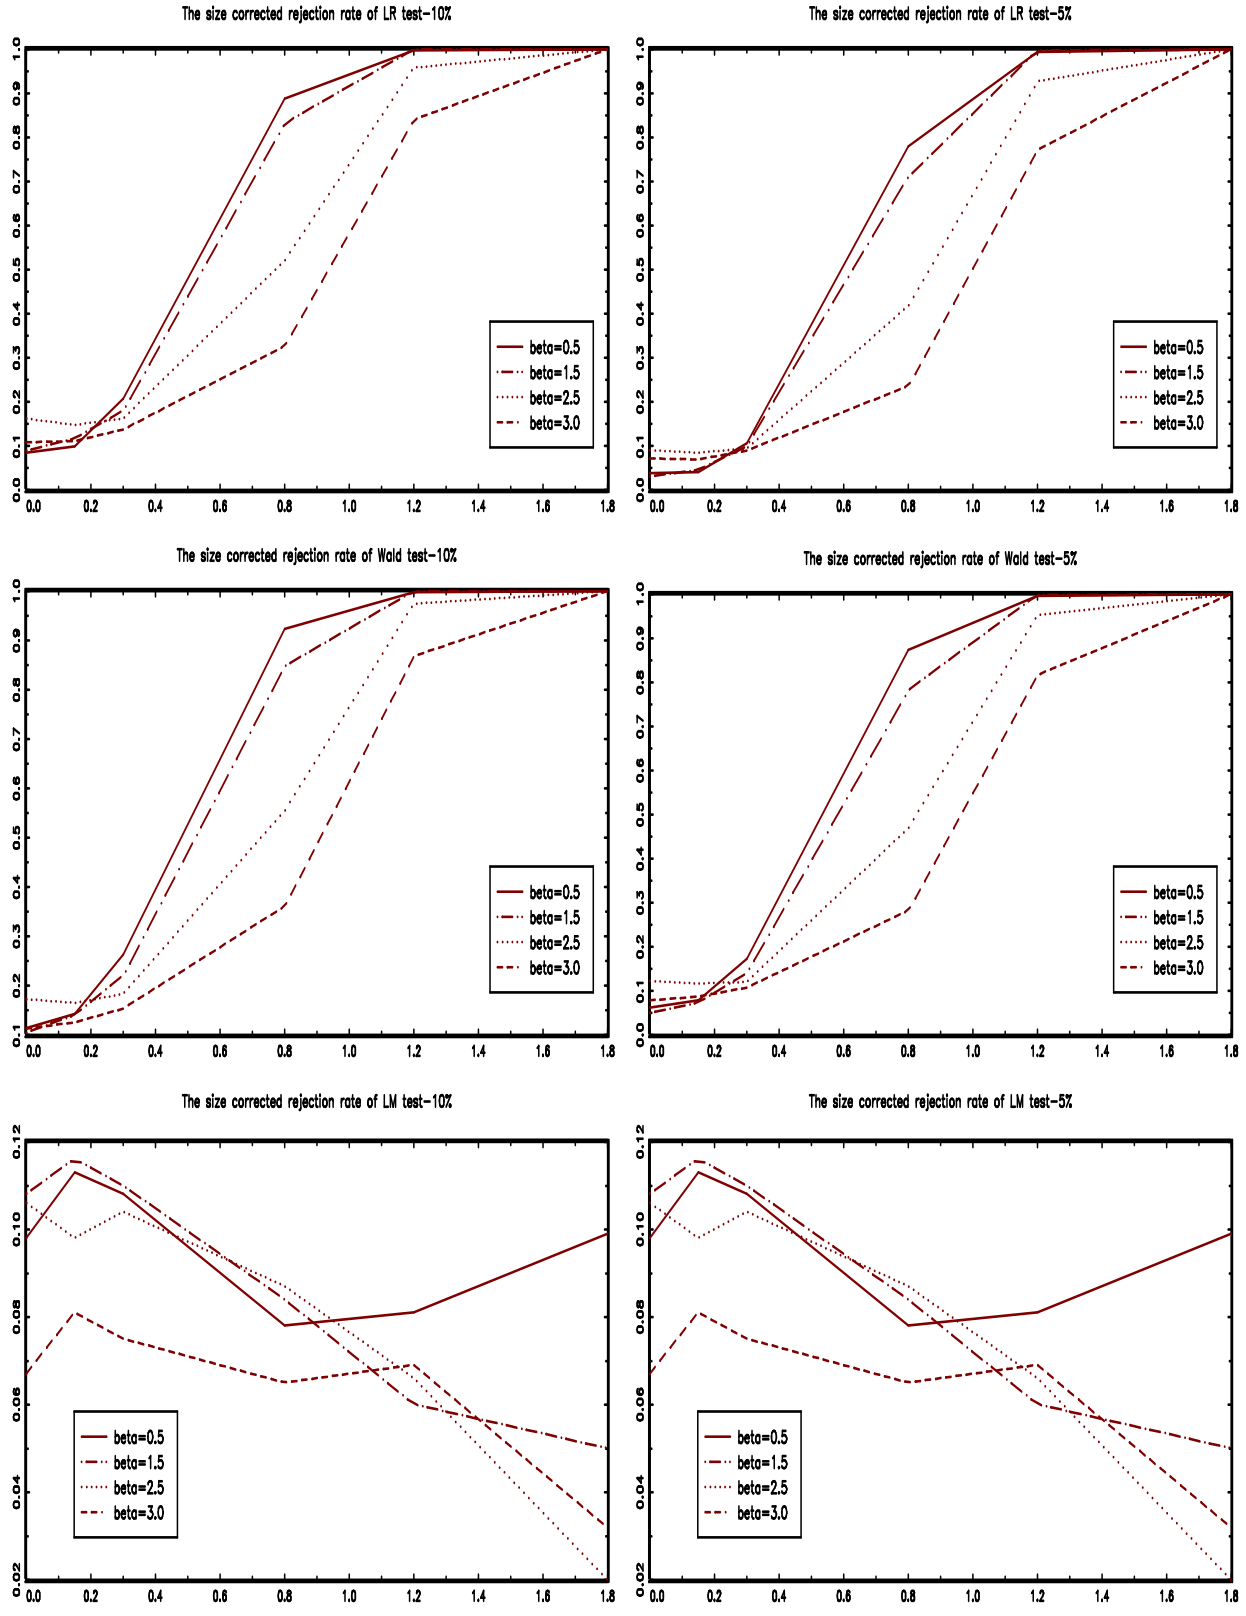 The size corrected rejection rate of LR test-10%
1.0
0.9
0.8
0.7
0.6
0.5
0.4
0.3
0.2
0.1
0.0
0.0 0.2 0.4 0.6 0.8 1.0 1.2 1.4 1.6 1.8
beta=0.5
beta=1.5
beta=2.5
beta=3.0
The size corrected rejection rate of LR test-5%
1.0
0.9
0.8
0.7
0.6
0.5
0.4
0.3
0.2
0.1
0.0
0.0 0.2 0.4 0.6 0.8 1.0 1.2 1.4 1.6 1.8
beta=0.5
beta=1.5
beta=2.5
beta=3.0
The size corrected rejection rate of Wald test-10%
1.0
0.9
0.8
0.7
0.6
0.5
0.4
0.3
0.2
0.1
0.0 0.2 0.4 0.6 0.8 1.0 1.2 1.4 1.6 1.8
beta=0.5
beta=1.5
beta=2.5
beta=3.0
The size corrected rejection rate of Wald test-5%
1.0
0.9
0.8
0.7
0.6
0.5
0.4
0.3
0.2
0.1
0.0
0.0 0.2 0.4 0.6 0.8 1.0 1.2 1.4 1.6 1.8
beta=0.5
beta=1.5
beta=2.5
beta=3.0
The size corrected rejection rate of LM test-10%
0.12
0.10
0.08
0.06
0.04
0.02
0.0 0.2 0.4 0.6 0.8 1.0 1.2 1.4 1.6 1.8
beta=0.5
beta=1.5
beta=2.5
beta=3.0
The size corrected rejection rate of LM test-5%
0.12
0.10
0.08
0.06
0.04
0.02
0.0 0.2 0.4 0.6 0.8 1.0 1.2 1.4 1.6 1.8
beta=0.5
beta=1.5
beta=2.5
beta=3.0